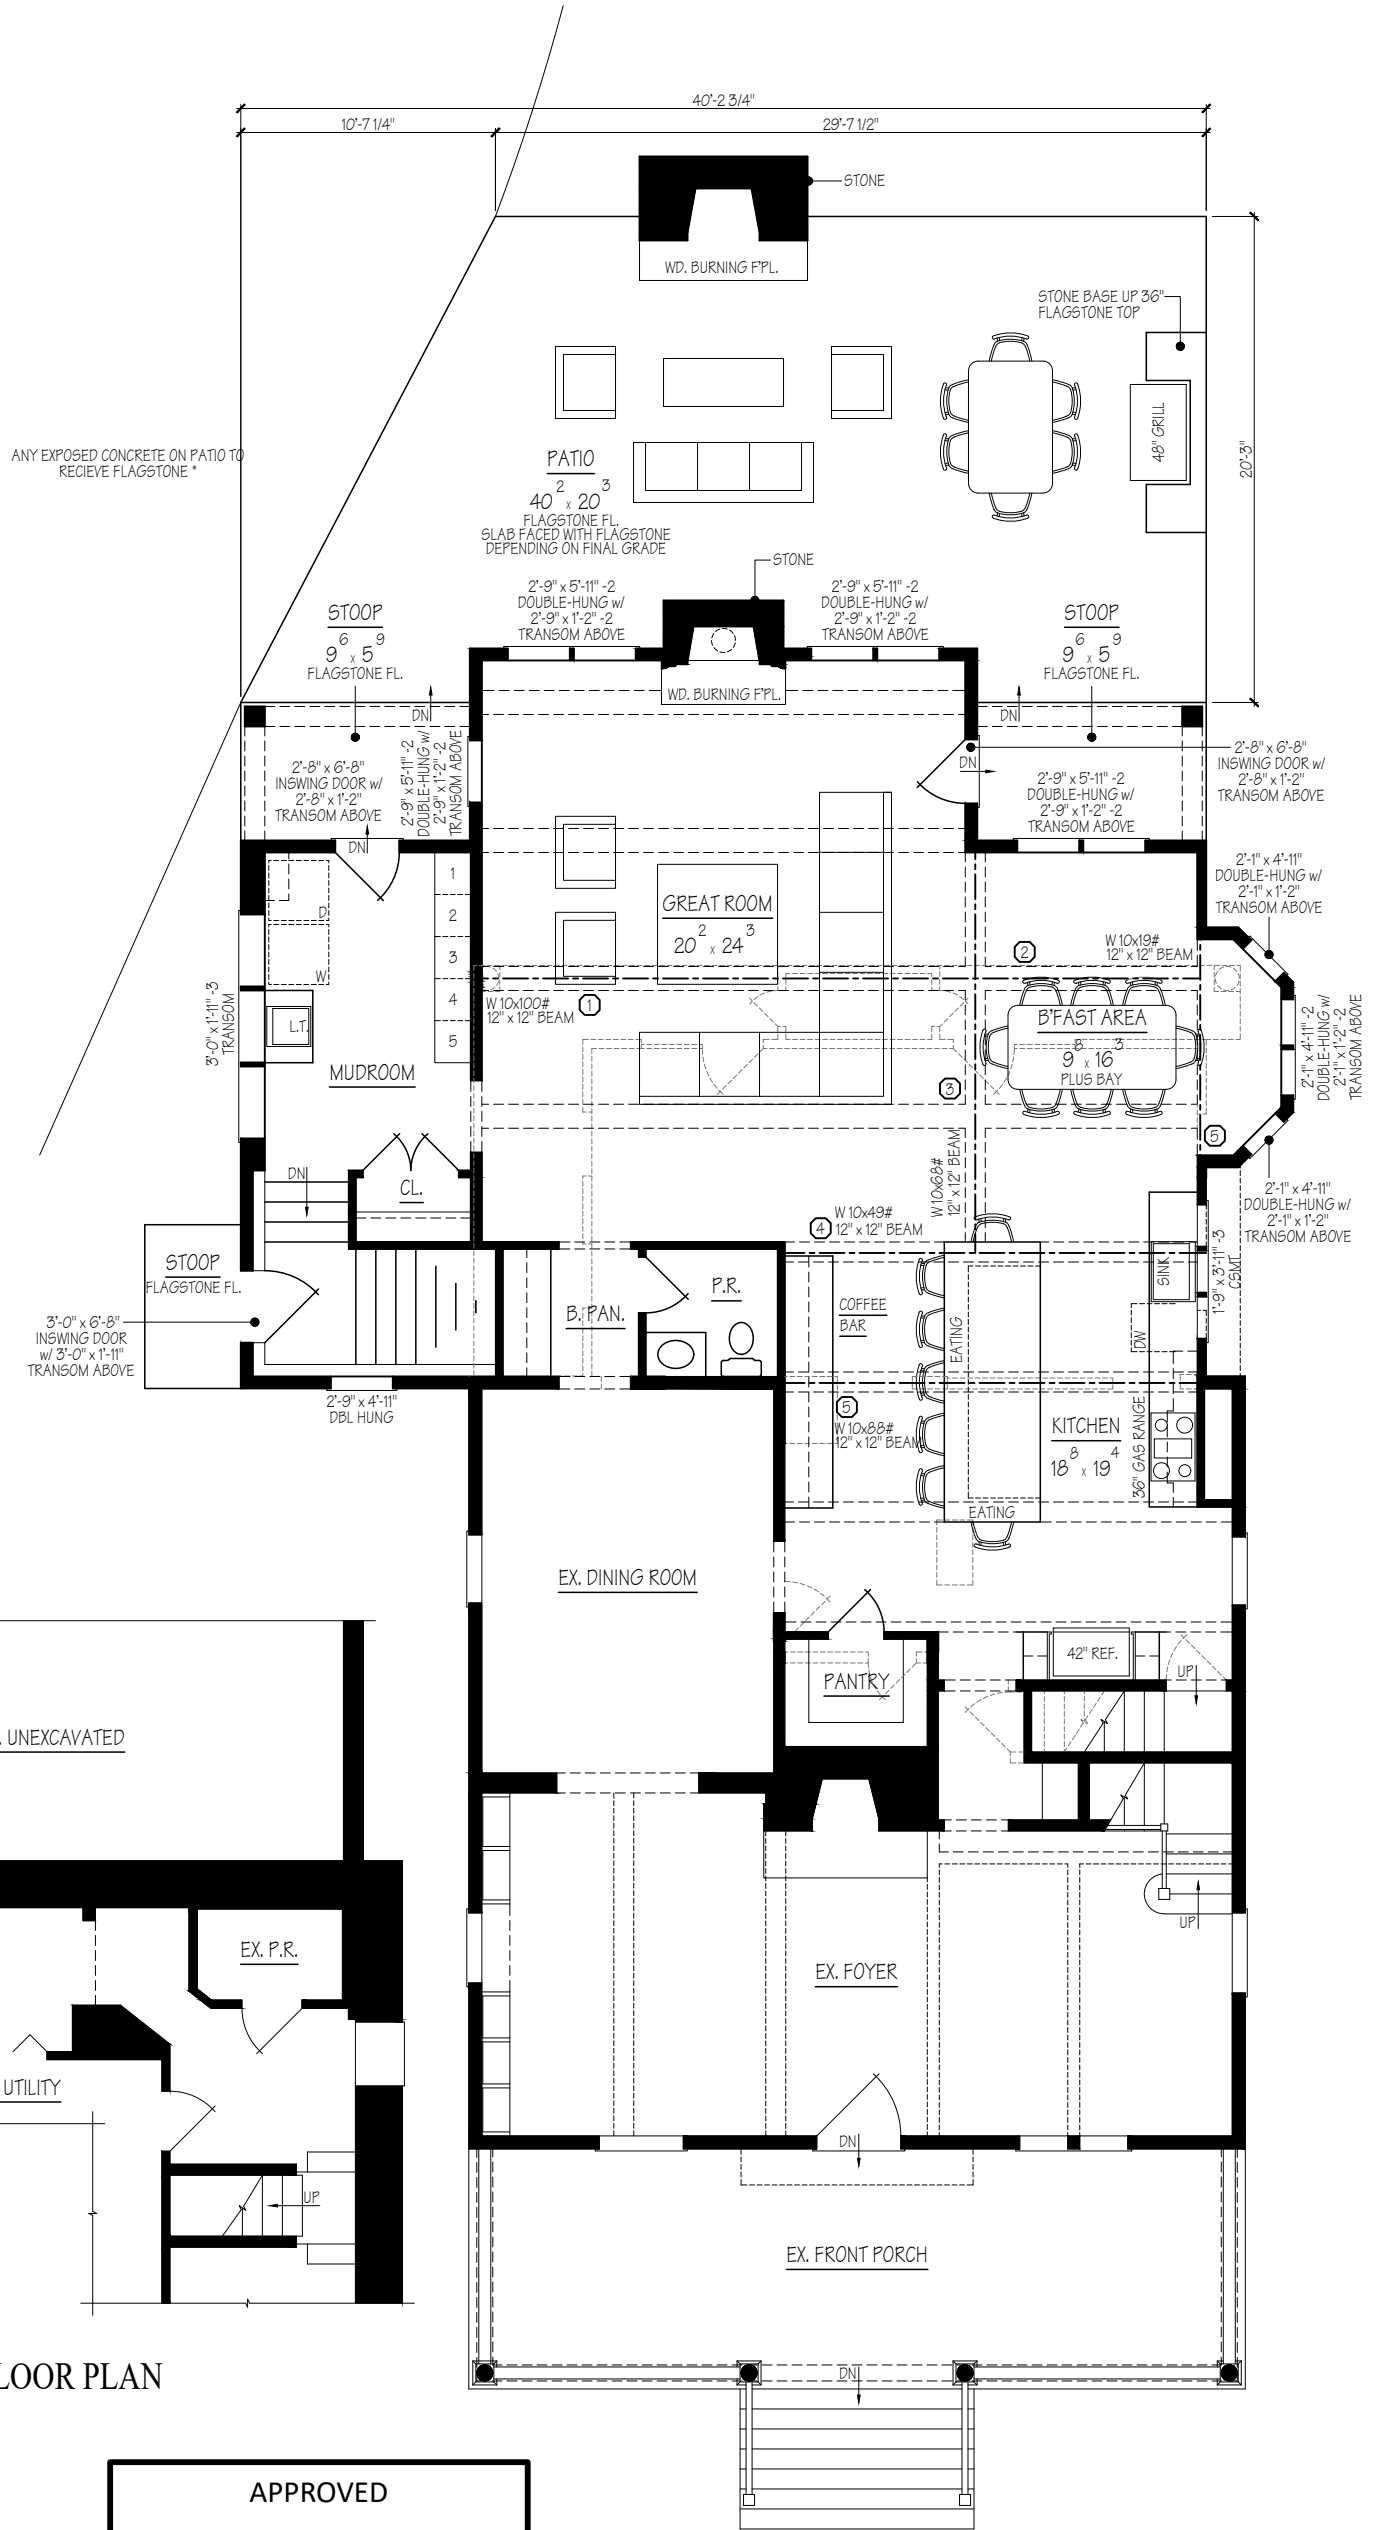 40'-2 3/4"
10'-7 1/4"
29'-7 1/2"
STONE
WD. BURNING F'PL.
STONE BASE UP 36"
FLAGSTONE TOP
48" GRILL
20'-3"
ANY EXPOSED CONCRETE ON PATIO TO
RECIEVE FLAGSTONE *
PATIO
40 2 x 20 3
FLAGSTONE FL.
SLAB FACED WITH FLAGSTONE
DEPENDING ON FINAL GRADE
STONE
2'-9" x 5'-11" -2
DOUBLE-HUNG w/
2'-9" x 1'-2" -2
TRANSOM ABOVE
2'-9" x 5'-11" -2
DOUBLE-HUNG w/
2'-9" x 1'-2" -2
TRANSOM ABOVE
STOOP
9 6 x 5 9
FLAGSTONE FL.
STOOP
9 6 x 5 9
FLAGSTONE FL.
WD. BURNING F'PL.
DN
DN
2'-8" x 6'-8"
INSWING DOOR w/
2'-8" x 1'-2"
TRANSOM ABOVE
2'-9" x 5'-11" -2
DOUBLE-HUNG w/
2'-9" x 1'-2" -2
TRANSOM ABOVE
DN
2'-9" x 5'-11" -2
DOUBLE-HUNG w/
2'-9" x 1'-2" -2
TRANSOM ABOVE
2'-8" x 6'-8"
INSWING DOOR w/
2'-8" x 1'-2"
TRANSOM ABOVE
DN
2'-1" x 4'-11"
DOUBLE-HUNG w/
2'-1" x 1'-2"
TRANSOM ABOVE
1
2
3
4
5
D
W
L.T.
3'-0" x 1'-11" -3
TRANSOM
MUDROOM
GREAT ROOM
20 2 x 24 3
W 10x100#
12" x 12" BEAM
1
2
W 10x19#
12" x 12" BEAM
B'FAST AREA
9 8 x 16 3
PLUS BAY
2'-1" x 4'-11" -2
DOUBLE-HUNG w/
2'-1" x 1'-2" -2
TRANSOM ABOVE
3
5
W 10x68#
12" x 12" BEAM
DN
CL.
2'-1" x 4'-11"
DOUBLE-HUNG w/
2'-1" x 1'-2"
TRANSOM ABOVE
4
W 10x49#
12" x 12" BEAM
STOOP
FLAGSTONE FL.
P.R.
B. PAN.
COFFEE
BAR
SINK
1'-9" x 3'-11" -3
CSMT
3'-0" x 6'-8"
INSWING DOOR
w/ 3'-0" x 1'-11"
TRANSOM ABOVE
EATING
DW
2'-9" x 4'-11"
DBL HUNG
5
W 10x88#
12" x 12" BEAM
KITCHEN
18 8 x 19 4
36" GAS RANGE
EATING
EX. DINING ROOM
42" REF.
PANTRY
UP
. UNEXCAVATED
EX. P.R.
UP
EX. FOYER
UTILITY
DN
UP
EX. FRONT PORCH
DN
LOOR PLAN
APPROVED